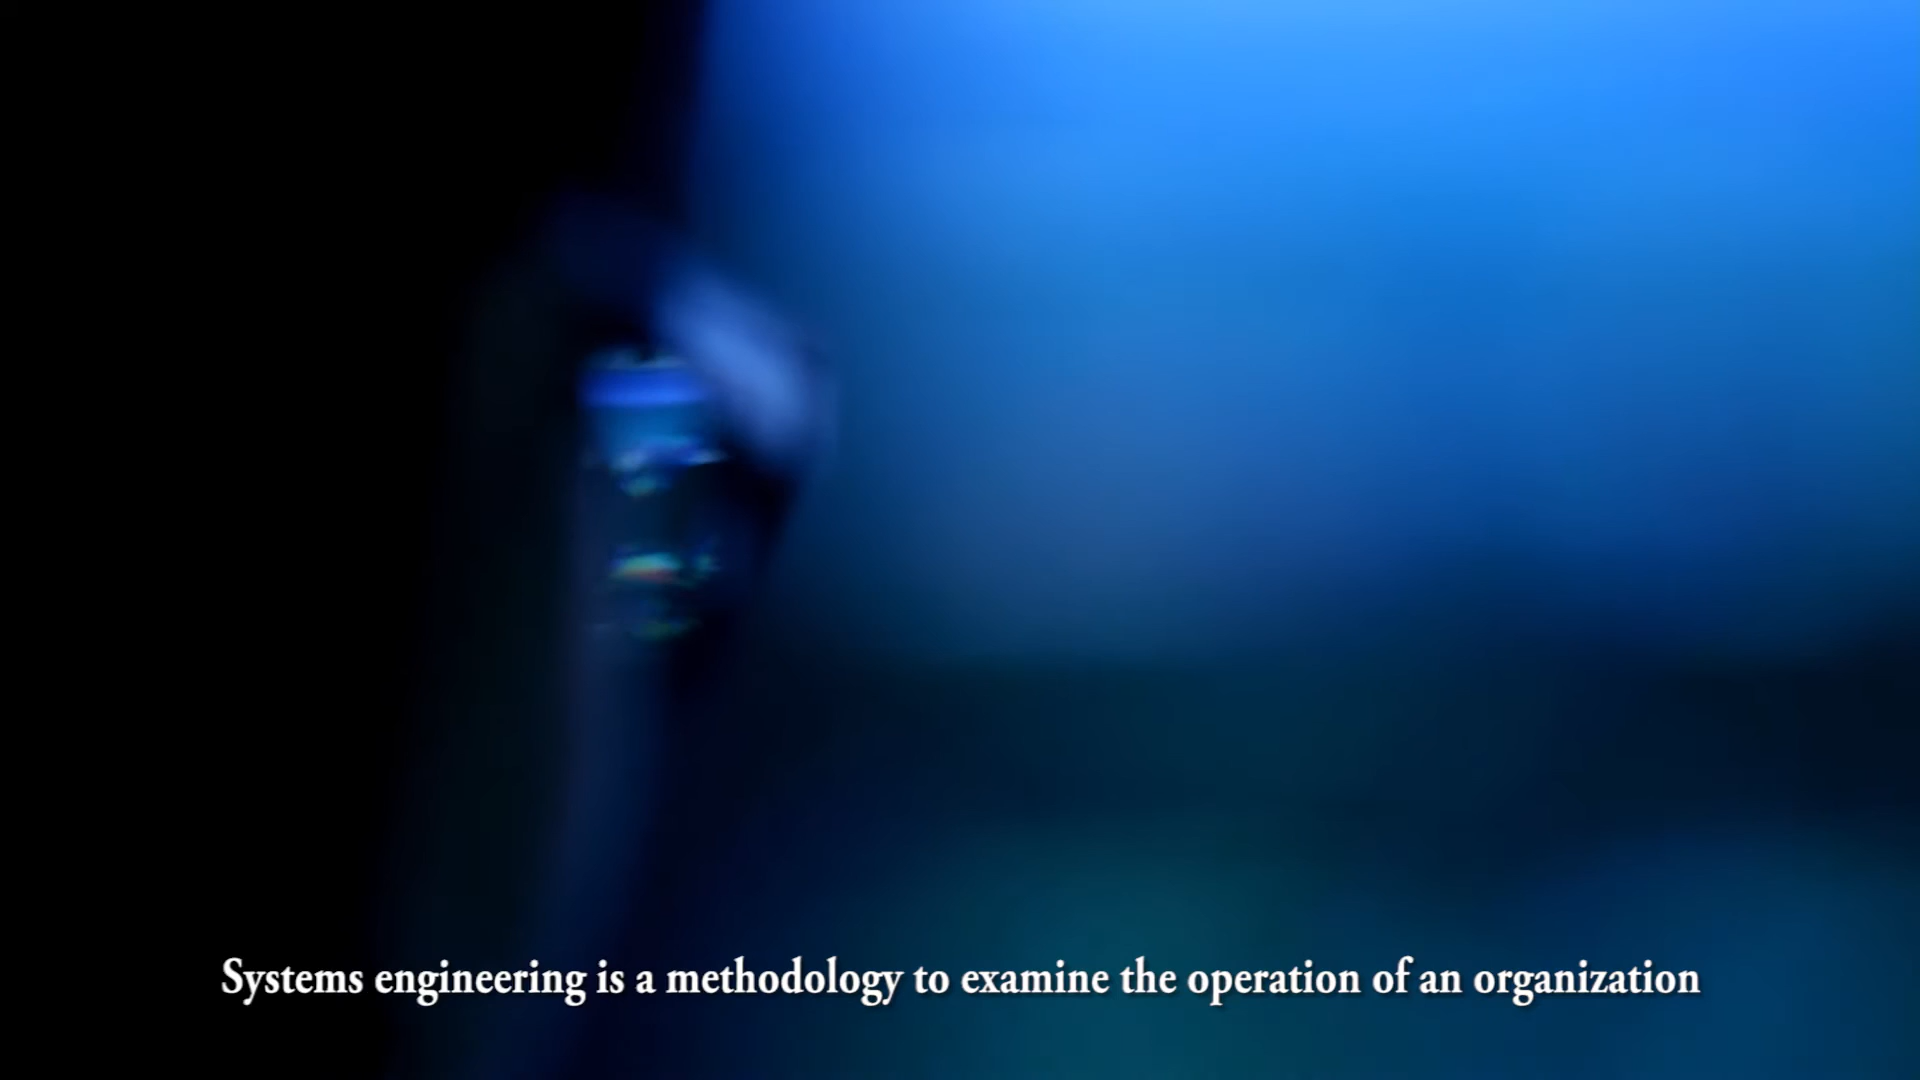 Systems engineering is a methodology to examine the operation of an organization